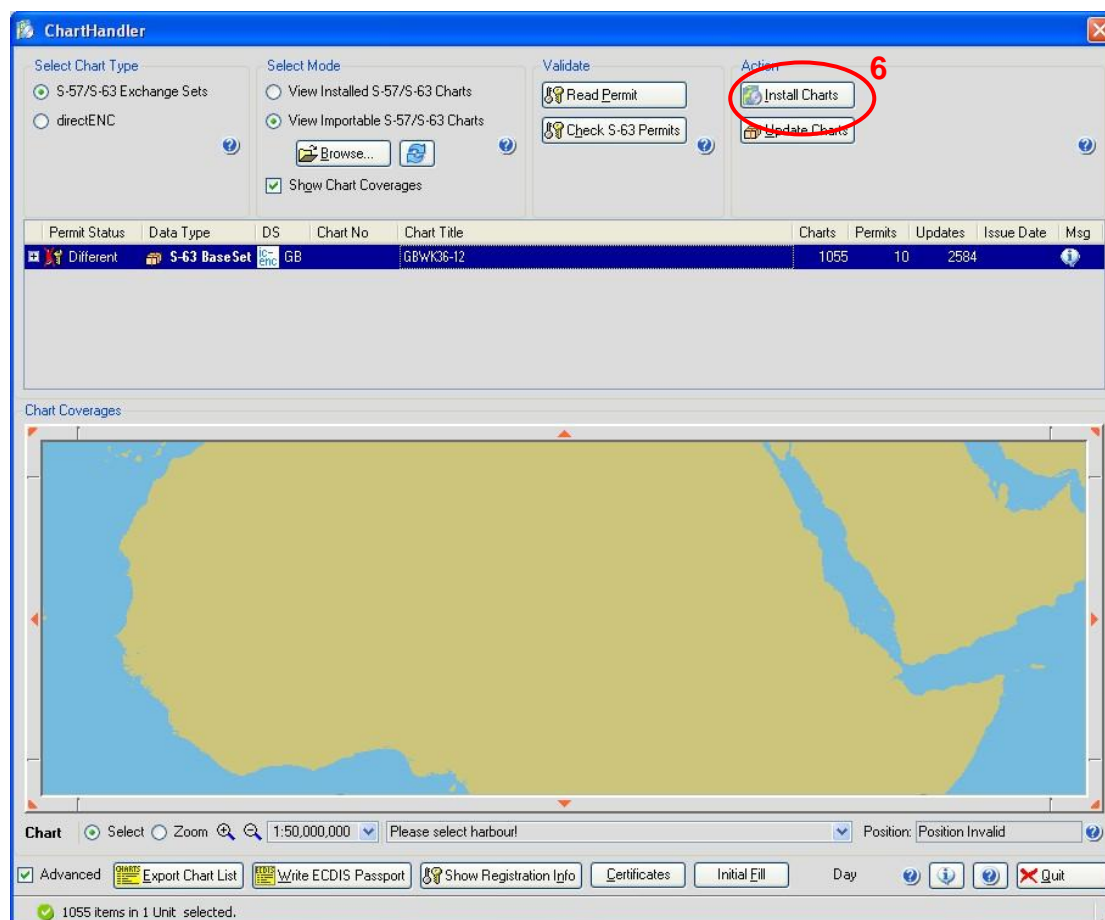 ChartHandler
Select Chart Type
S-57/S-63 Exchange Sets
directENC
Select Mode
View Installed S-57/S-63 Charts
View Importable S-57/S-63 Charts
Browse...
Show Chart Coverages
Validate
Read Permit
Check S-63 Permits
Action
6
Install Charts
Update Charts
Permit Status Data Type DS Chart No Chart Title Charts Permits Updates Issue Date Msg
Different S-63 BaseSet IC-ENC GB GBWK36-12 1055 10 2584
Chart Coverages
Chart Select Zoom 1:50,000,000 Please select harbour! Position: Position Invalid
Advanced CHARTS Export Chart List ECDIS Write ECDIS Passport Show Registration Info Certificates Initial Fill Day Quit
1055 items in 1 Unit selected.